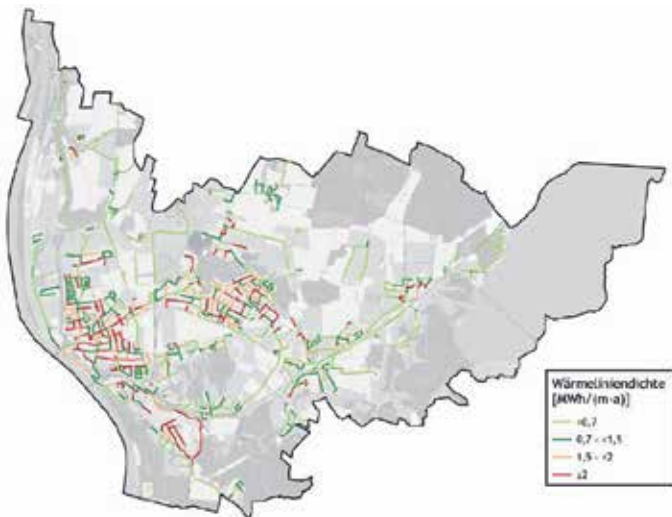 Wärmeliniendichte
[MWh/(m·a)]
<0,7
0,7 - <1,5
1,5 - <2
≥2